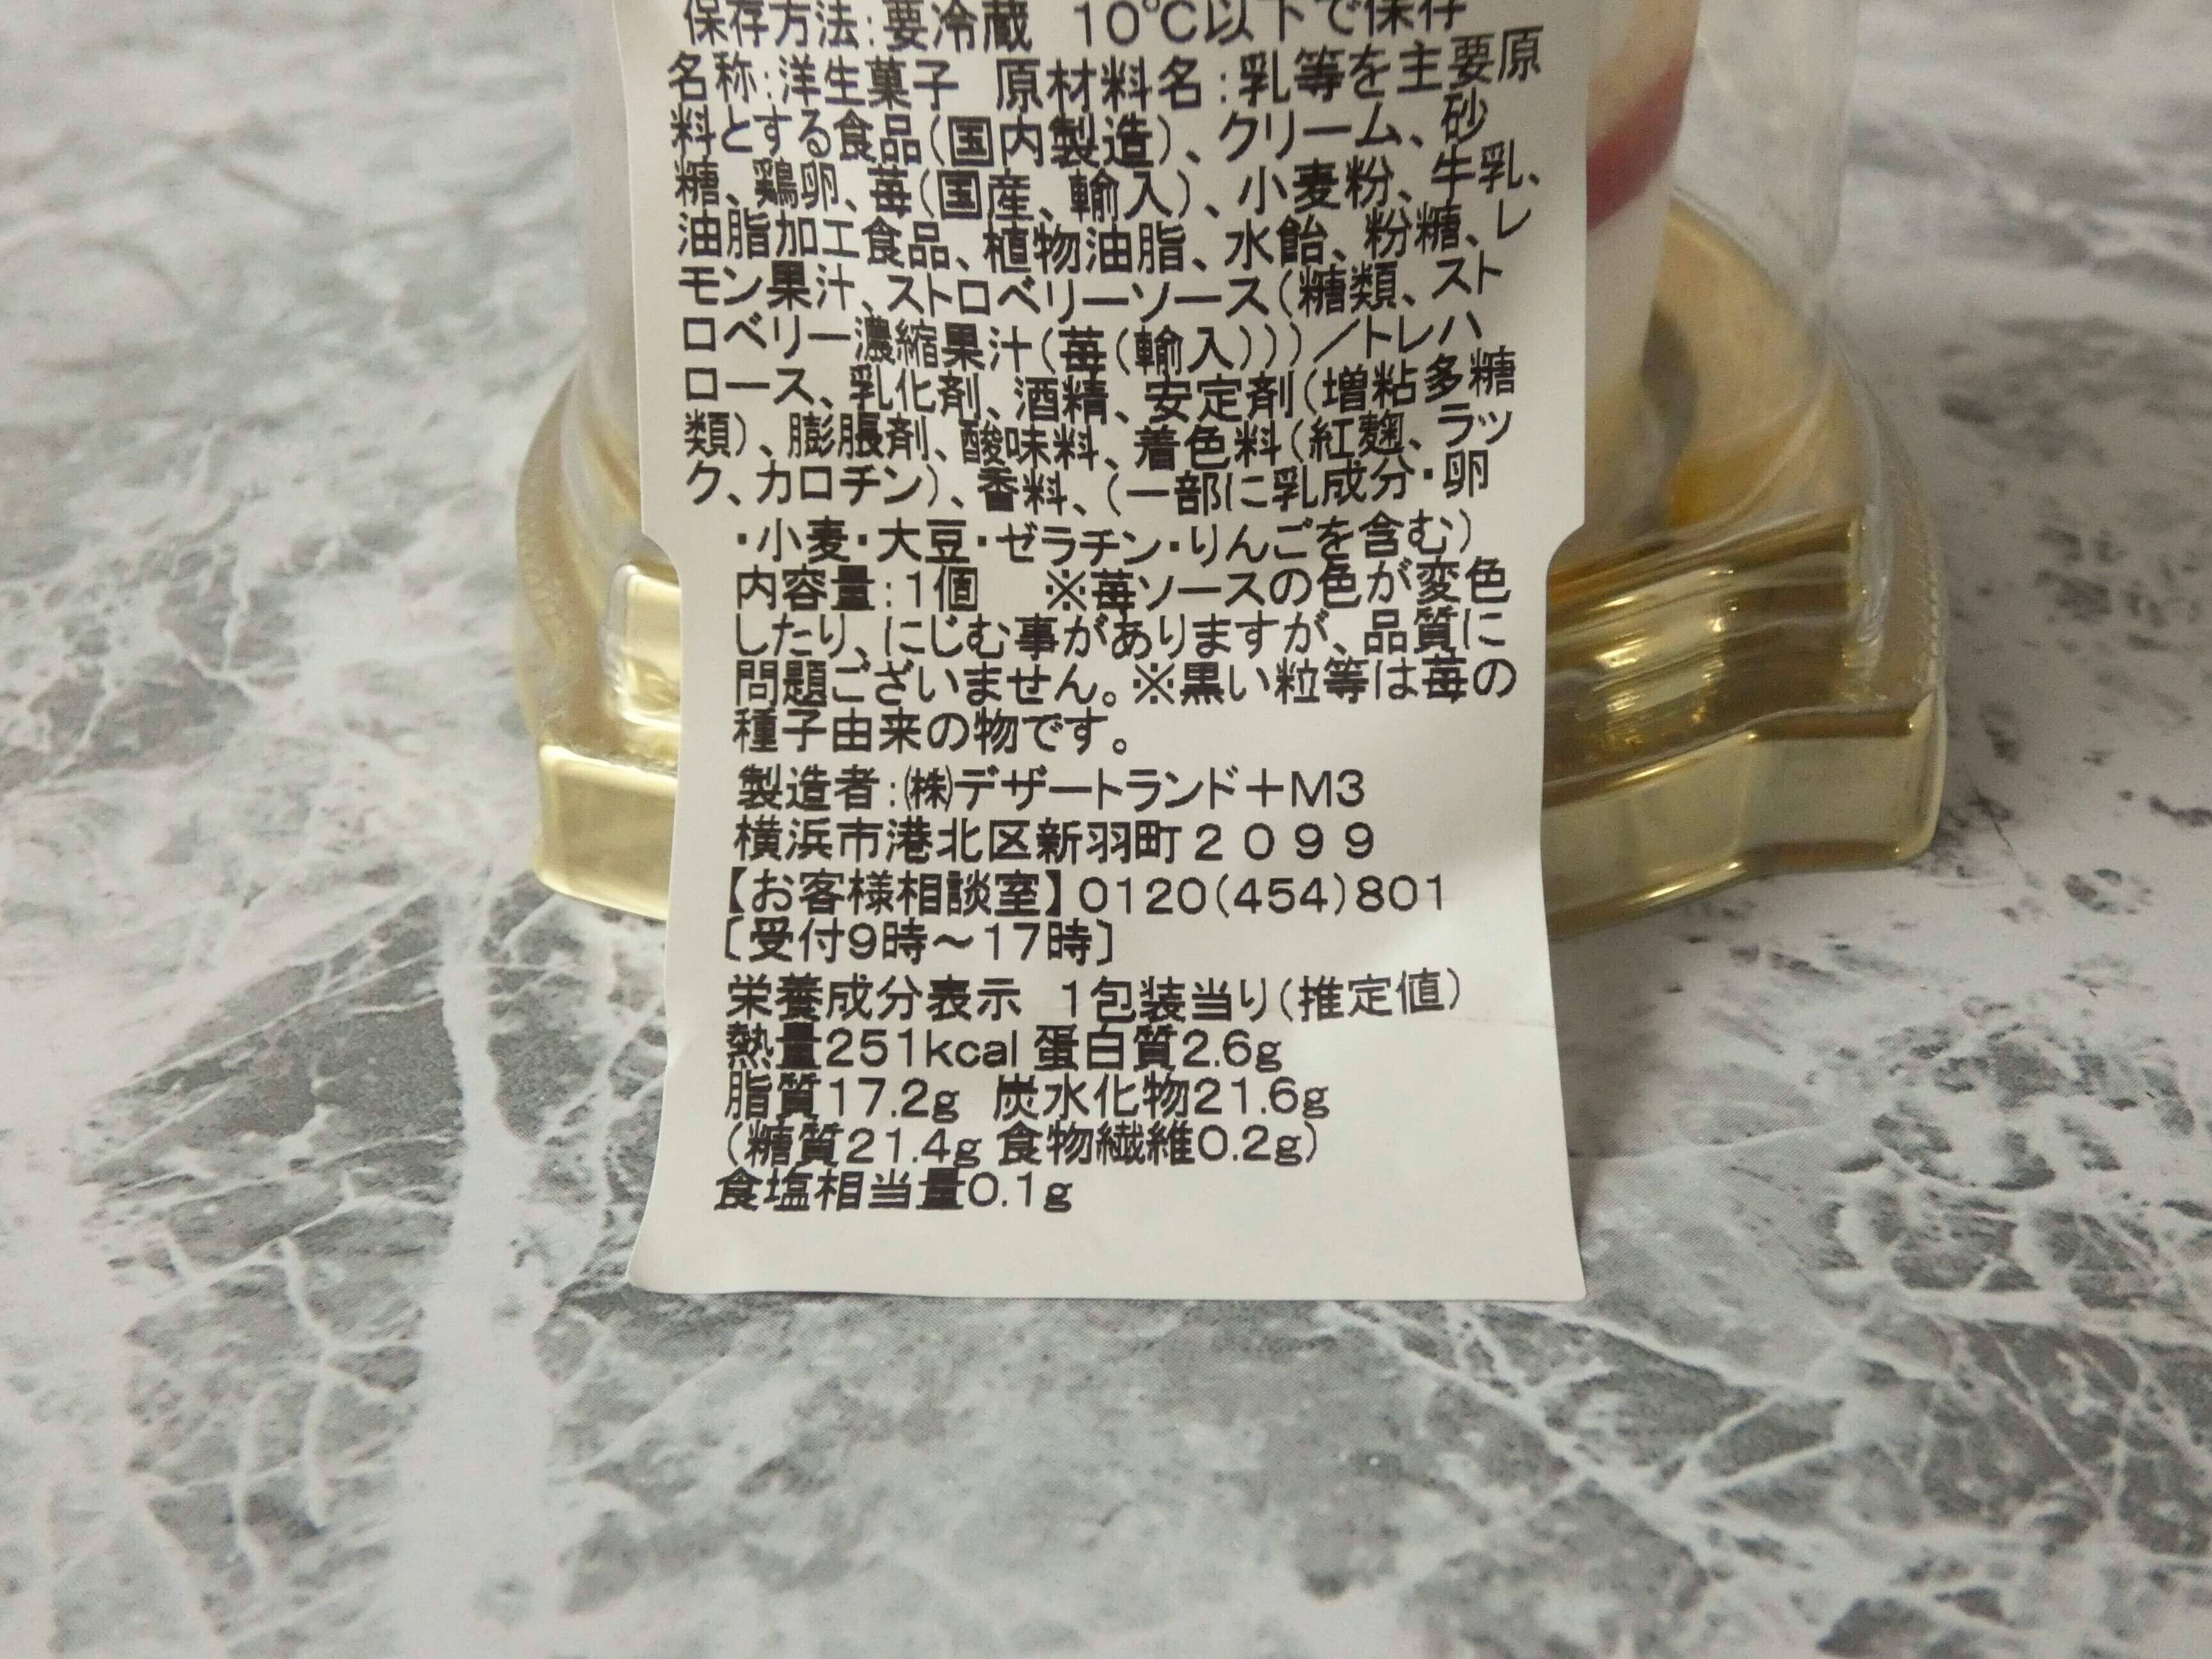 保存方法:要冷蔵 10℃以下で保存
名称:洋生菓子 原材料名:乳等を主要原
料とする食品(国内製造)、クリーム、砂
糖、鶏卵、苺(国産、輸入)、小麦粉、牛乳、
油脂加工食品、植物油脂、水飴、粉糖、レ
モン果汁、ストロベリーソース(糖類、スト
ロベリー濃縮果汁(苺(輸入)))/トレハ
ロース、乳化剤、酒精、安定剤(増粘多糖
類)、膨脹剤、酸味料、着色料(紅麹、ラッ
ク、カロチン)、香料、(一部に乳成分・卵
・小麦・大豆・ゼラチン・りんごを含む)
内容量:1個 ※苺ソースの色が変色
したり、にじむ事がありますが、品質に
問題ございません。※黒い粒等は苺の
種子由来の物です。
製造者:㈱デザートランド+M3
横浜市港北区新羽町2099
【お客様相談室】0120(454)801
[受付9時~17時]
栄養成分表示 1包装当り(推定値)
熱量251kcal 蛋白質2.6g
脂質17.2g 炭水化物21.6g
(糖質21.4g 食物繊維0.2g)
食塩相当量0.1g